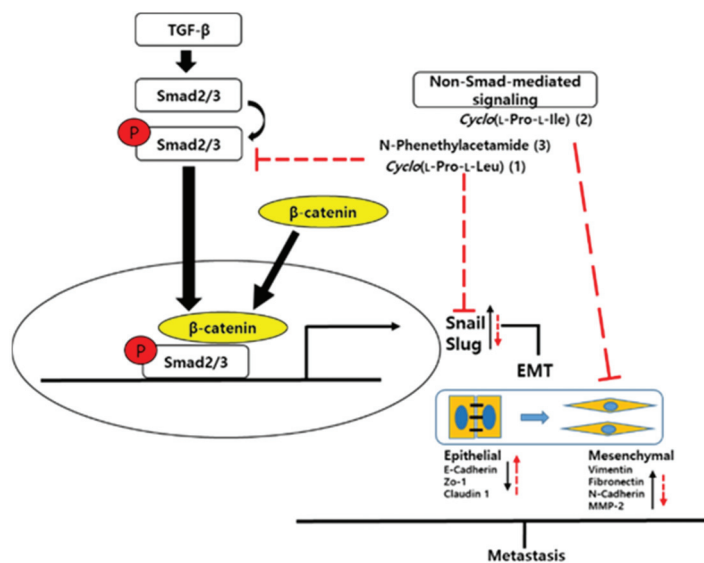 TGF-β
Smad2/3
P
Smad2/3
Non-Smad-mediated
signaling
Cyclo(L-Pro-L-Ile) (2)
N-Phenethylacetamide (3)
Cyclo(L-Pro-L-Leu) (1)
β-catenin
β-catenin
P
Smad2/3
Snail
Slug
EMT
Epithelial
E-Cadherin
Zo-1
Claudin 1
Mesenchymal
Vimentin
Fibronectin
N-Cadherin
MMP-2
Metastasis